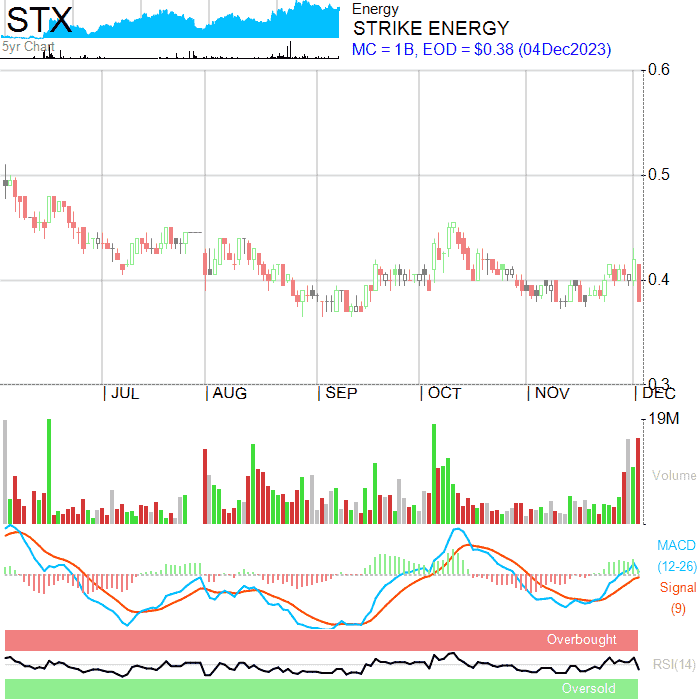 STX
5yr Chart
Energy
STRIKE ENERGY
MC = 1B, EOD = $0.38 (04Dec2023)
0.6
0.5
0.4
0.3
JUL AUG SEP OCT NOV DEC
19M
Volume
MACD
(12-26)
Signal
(9)
Overbought
RSI(14)
Oversold